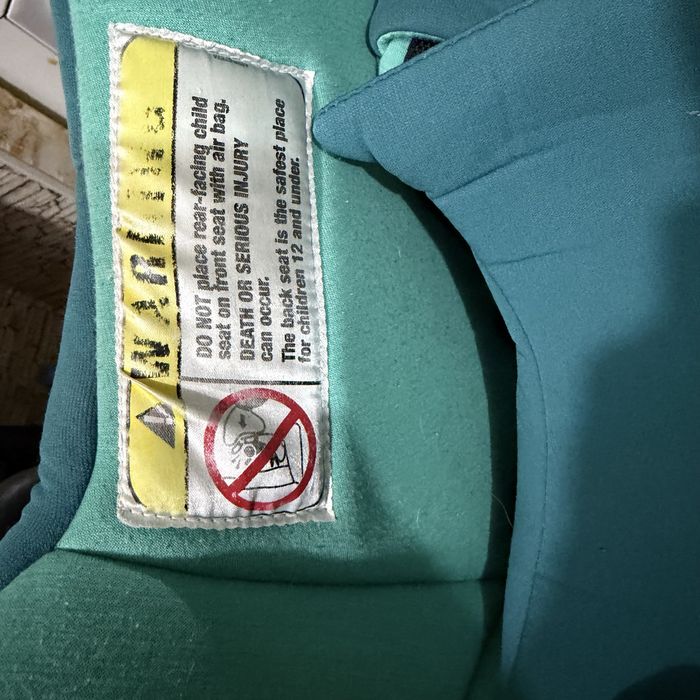 WARNING
DO NOT place rear-facing child
seat on front seat with air bag.
DEATH OR SERIOUS INJURY
can occur.
The back seat is the safest place
for children 12 and under.